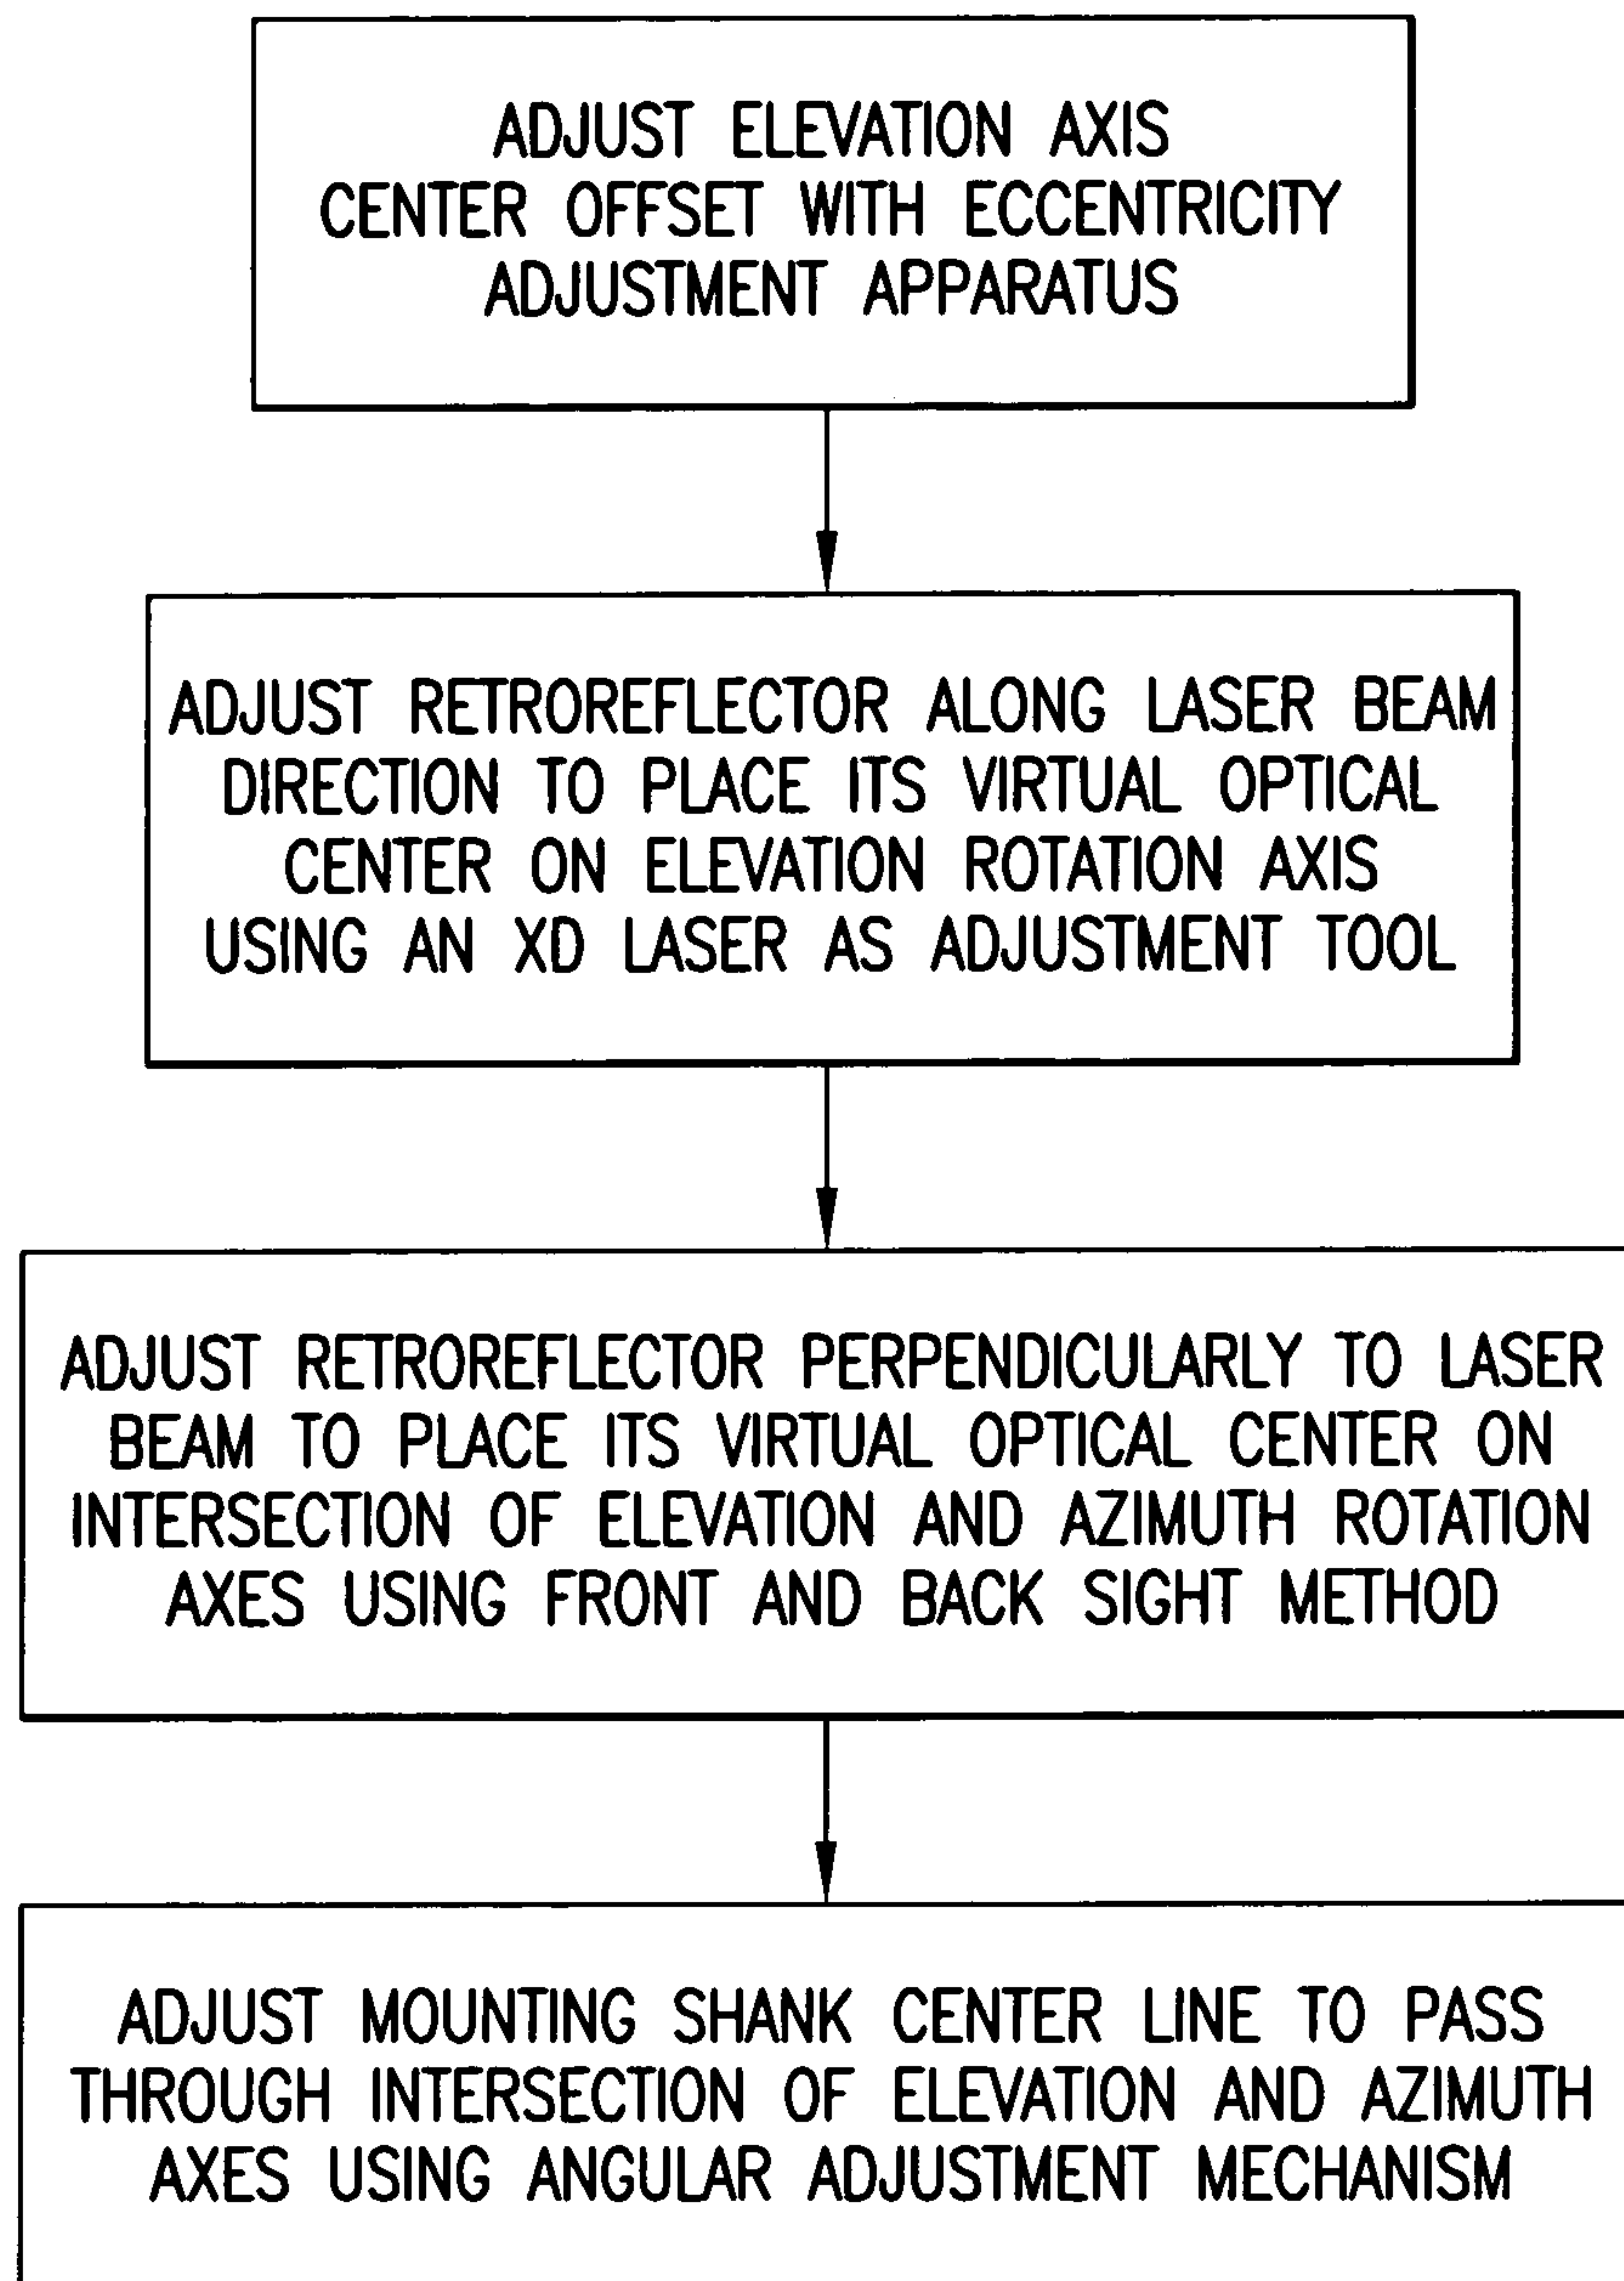 ADJUST ELEVATION AXIS
CENTER OFFSET WITH ECCENTRICITY
ADJUSTMENT APPARATUS
ADJUST RETROREFLECTOR ALONG LASER BEAM
DIRECTION TO PLACE ITS VIRTUAL OPTICAL
CENTER ON ELEVATION ROTATION AXIS
USING AN XD LASER AS ADJUSTMENT TOOL
ADJUST RETROREFLECTOR PERPENDICULARLY TO LASER
BEAM TO PLACE ITS VIRTUAL OPTICAL CENTER ON
INTERSECTION OF ELEVATION AND AZIMUTH ROTATION
AXES USING FRONT AND BACK SIGHT METHOD
ADJUST MOUNTING SHANK CENTER LINE TO PASS
THROUGH INTERSECTION OF ELEVATION AND AZIMUTH
AXES USING ANGULAR ADJUSTMENT MECHANISM